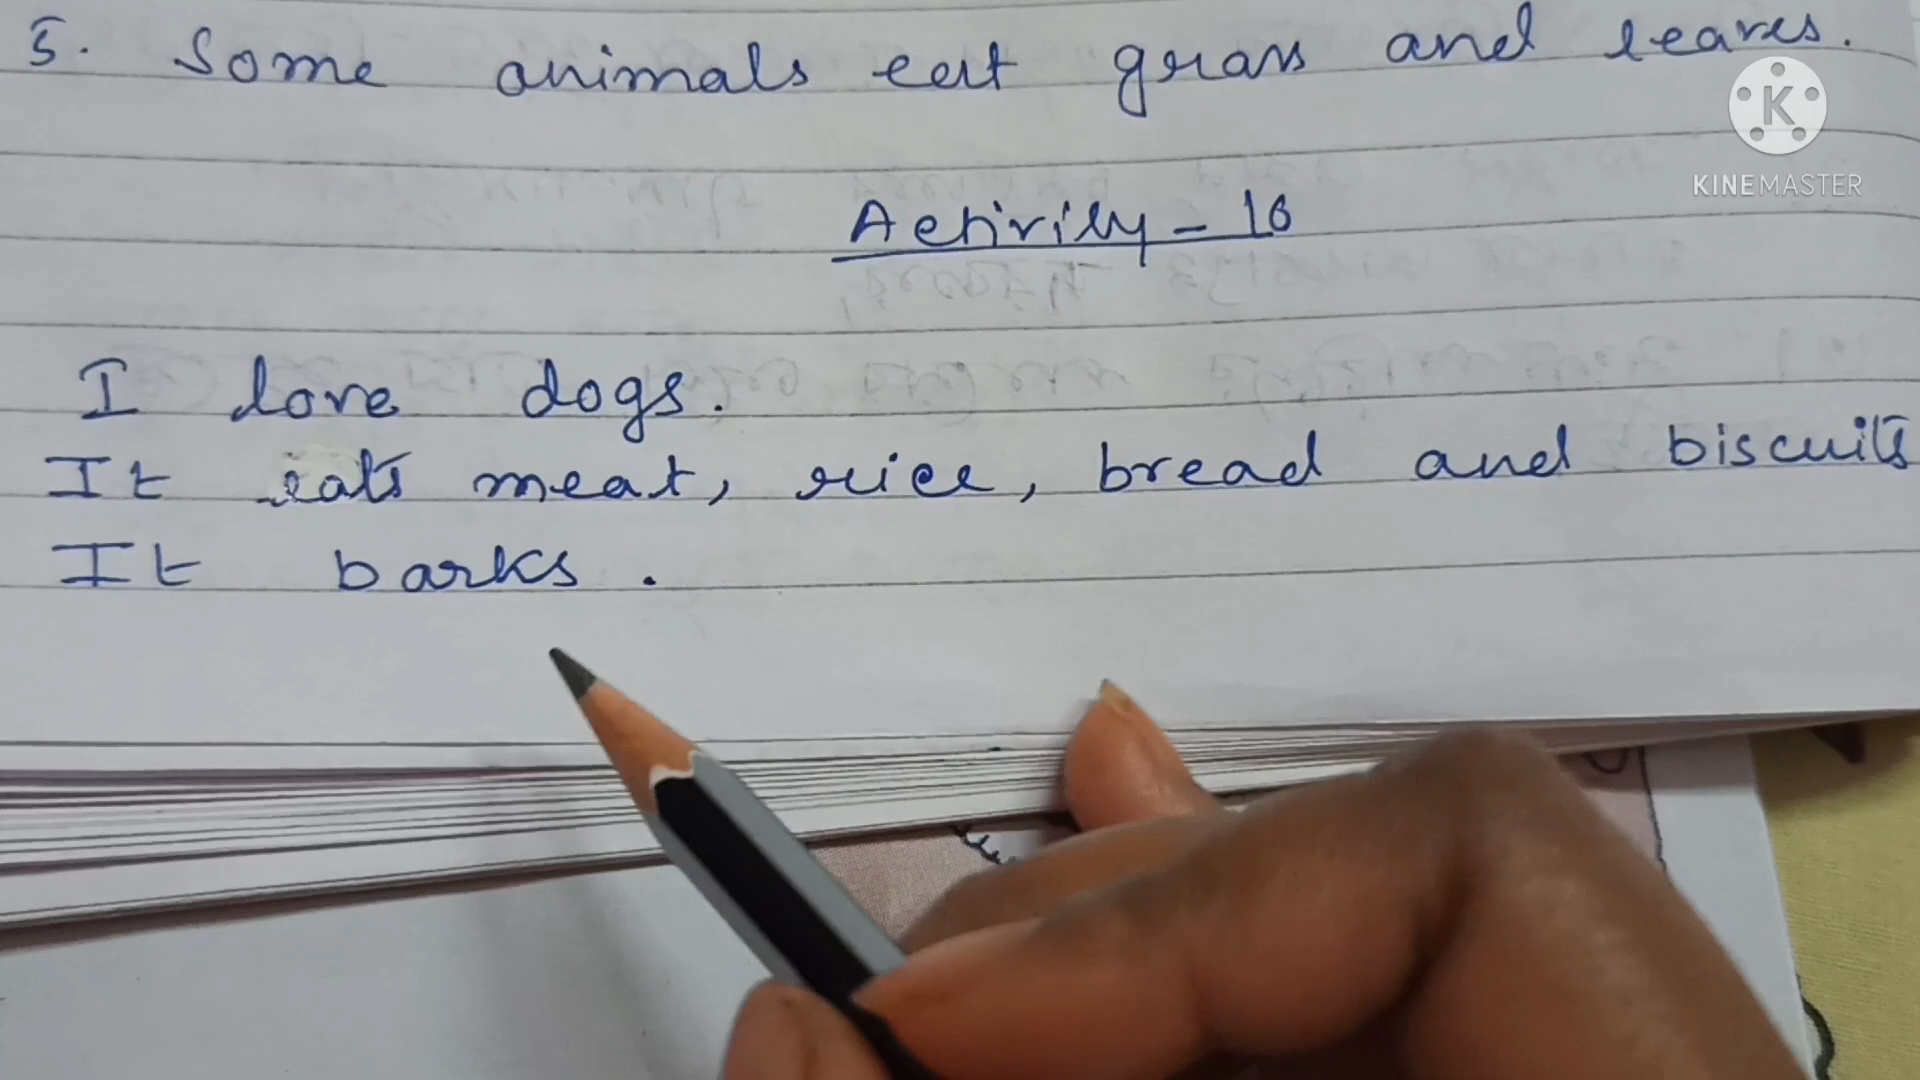 5. Some animals eat grass and leaves.
KINEMASTER
Activity - 10
I love dogs.
It eats meat, rice, bread and biscuits
It barks.